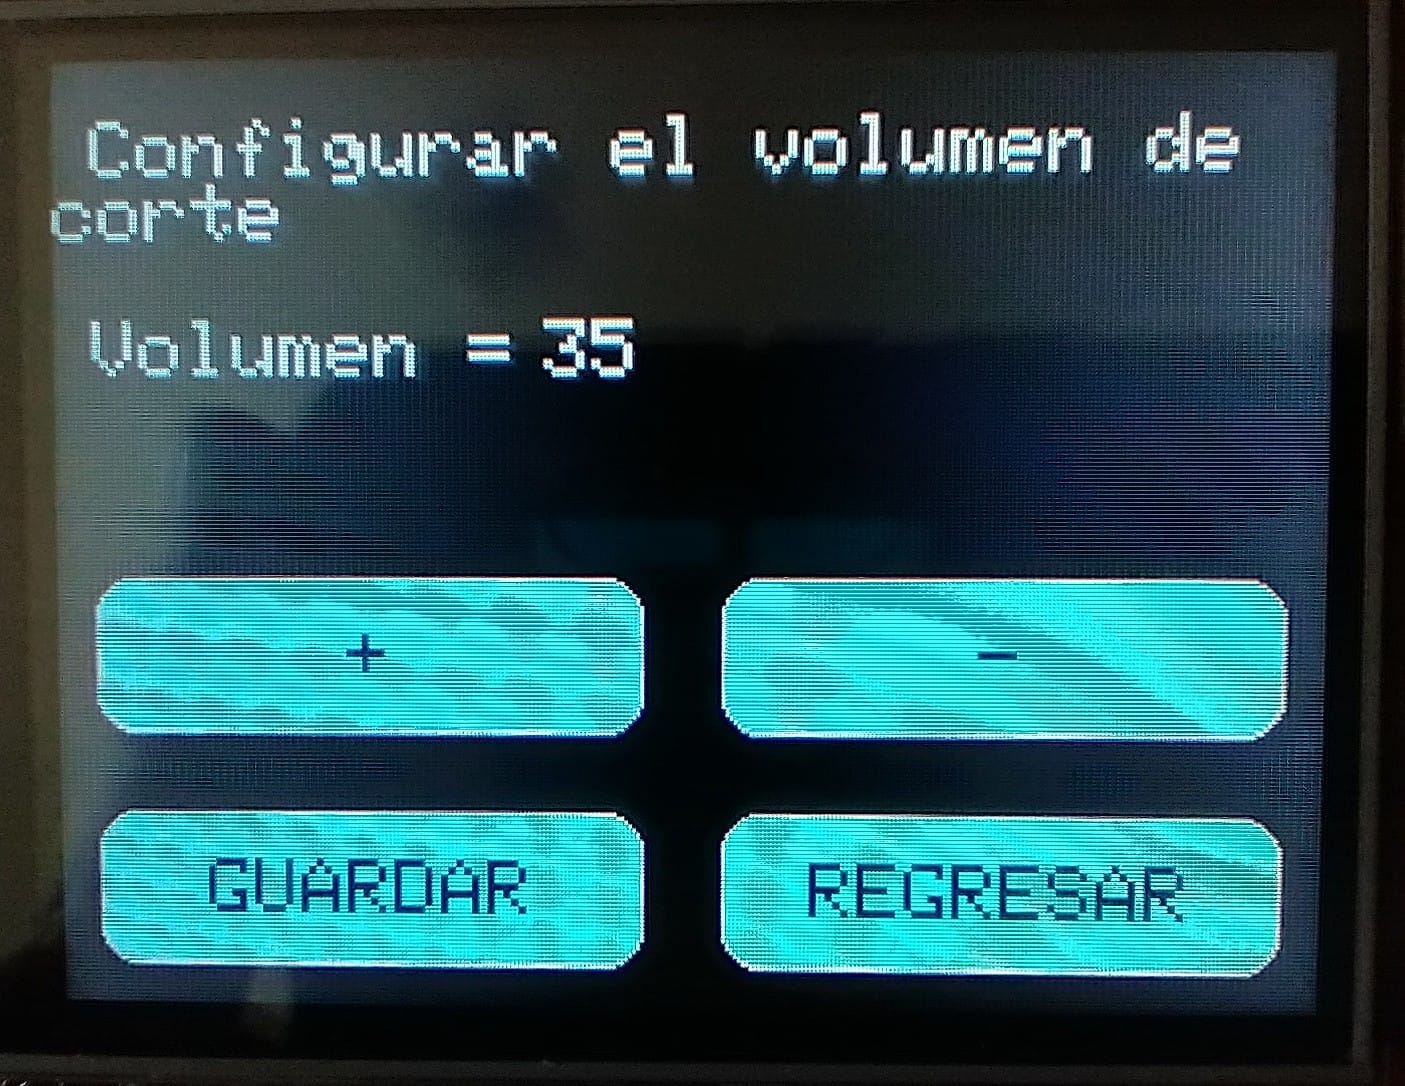 Configurar el volumen de
corte
Volumen = 35
+ -
GUARDAR REGRESAR